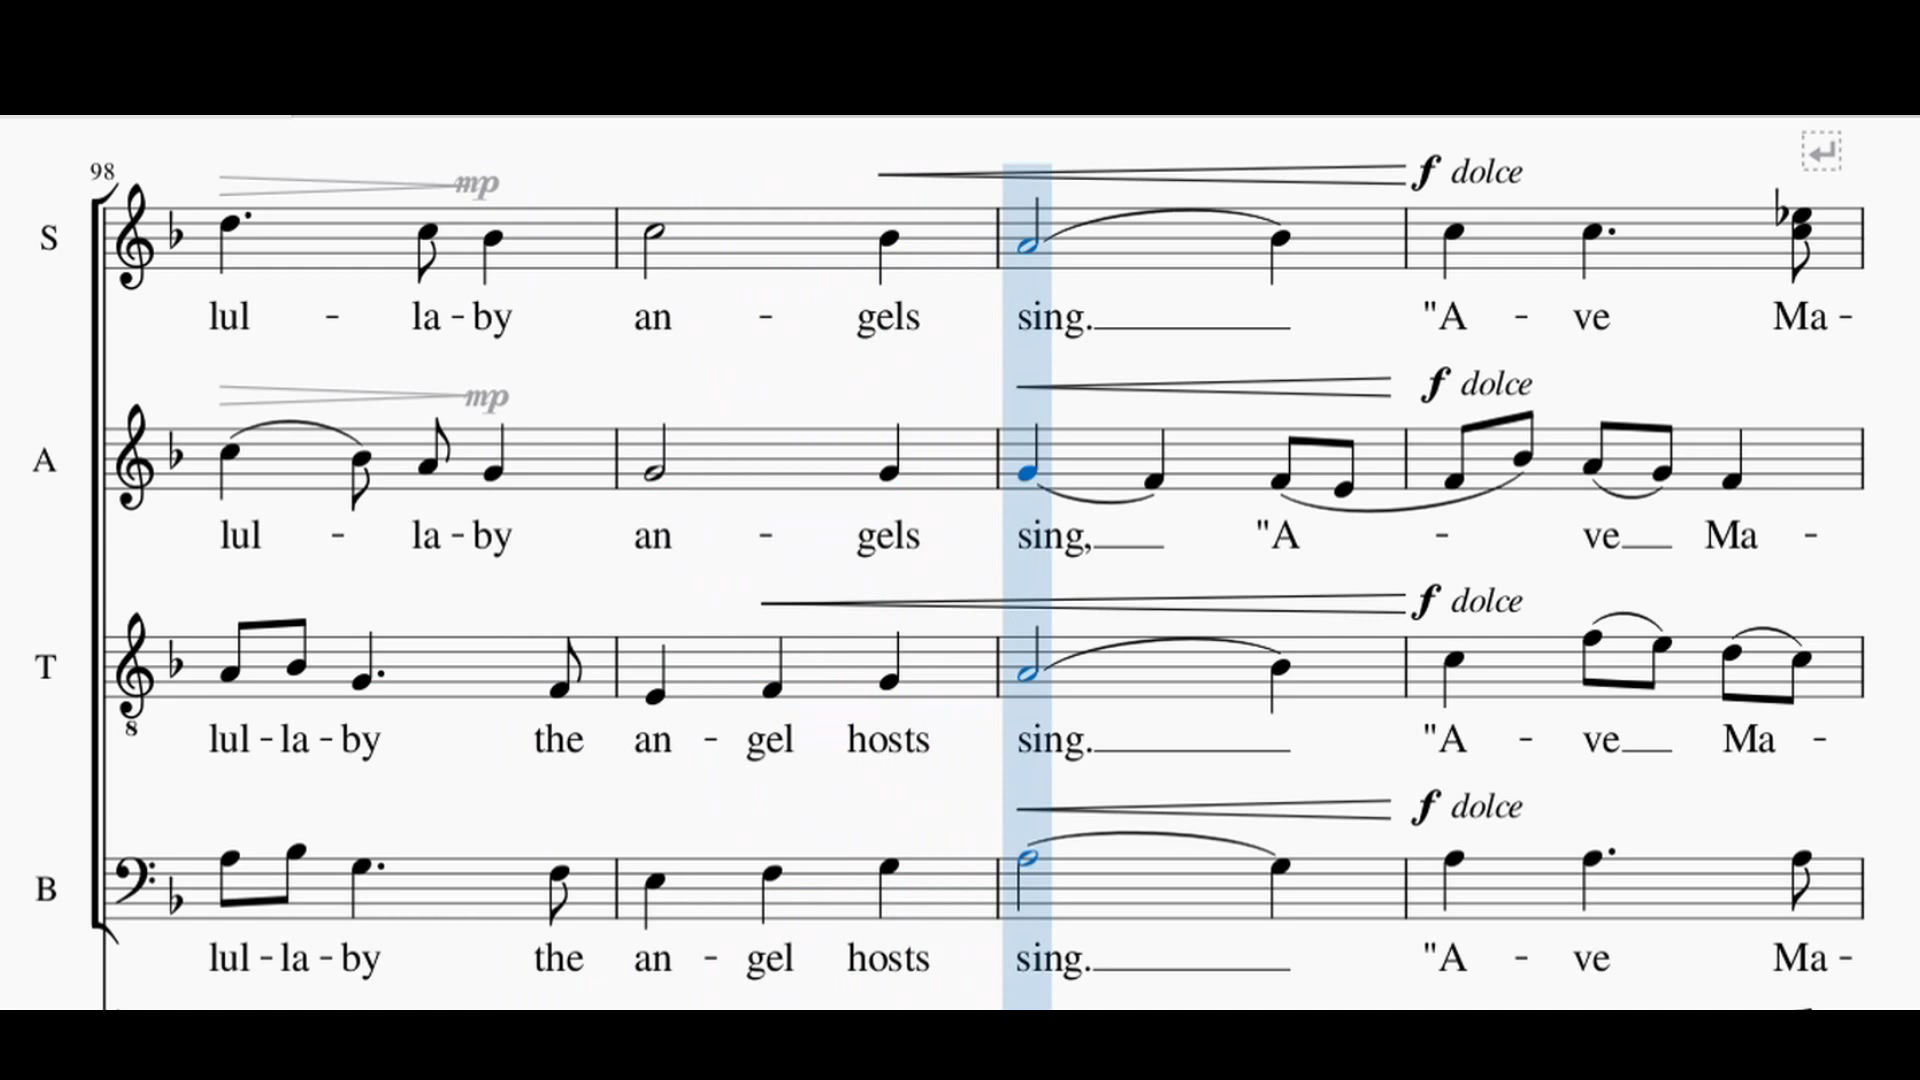 98
mp
f dolce
S
lul - la - by an - gels sing. "A - ve Ma -
mp
f dolce
A
lul - la - by an - gels sing, "A - ve Ma -
f dolce
T
8
lul - la - by the an - gel hosts sing. "A - ve Ma -
f dolce
B
lul - la - by the an - gel hosts sing. "A - ve Ma -